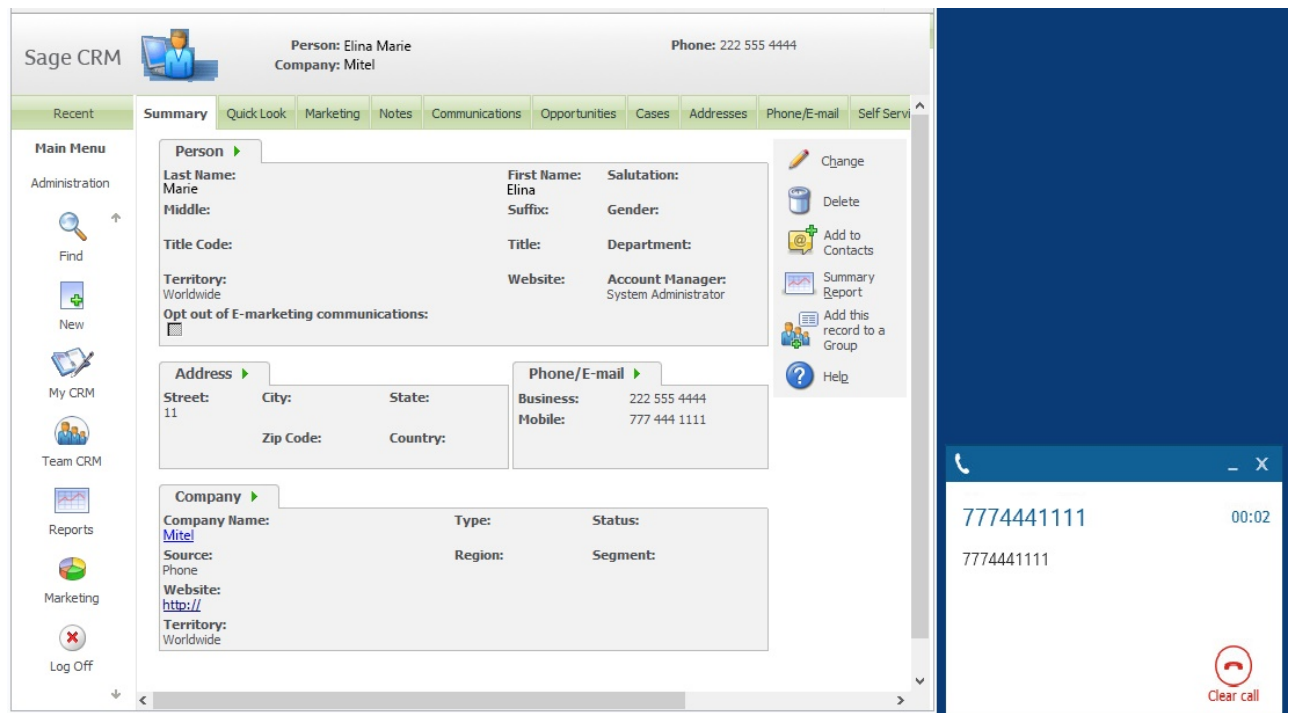 Sage CRM
Person: Elina Marie
Company: Mitel
Phone: 222 555 4444
Recent
Summary Quick Look Marketing Notes Communications Opportunities Cases Addresses Phone/E-mail Self Servi
Main Menu
Administration
Find
New
My CRM
Team CRM
Reports
Marketing
Log Off
Person
Last Name: First Name: Salutation:
Marie Elina
Middle: Suffix: Gender:
Title Code: Title: Department:
Territory: Website: Account Manager:
Worldwide System Administrator
Opt out of E-marketing communications:
Address
Street: City: State:
11
Zip Code: Country:
Phone/E-mail
Business: 222 555 4444
Mobile: 777 444 1111
Company
Company Name: Type: Status:
Mitel
Source: Region: Segment:
Phone
Website:
http://
Territory:
Worldwide
Change
Delete
Add to
Contacts
Summary
Report
Add this
record to a
Group
Help
_ X
7774441111 00:02
7774441111
Clear call